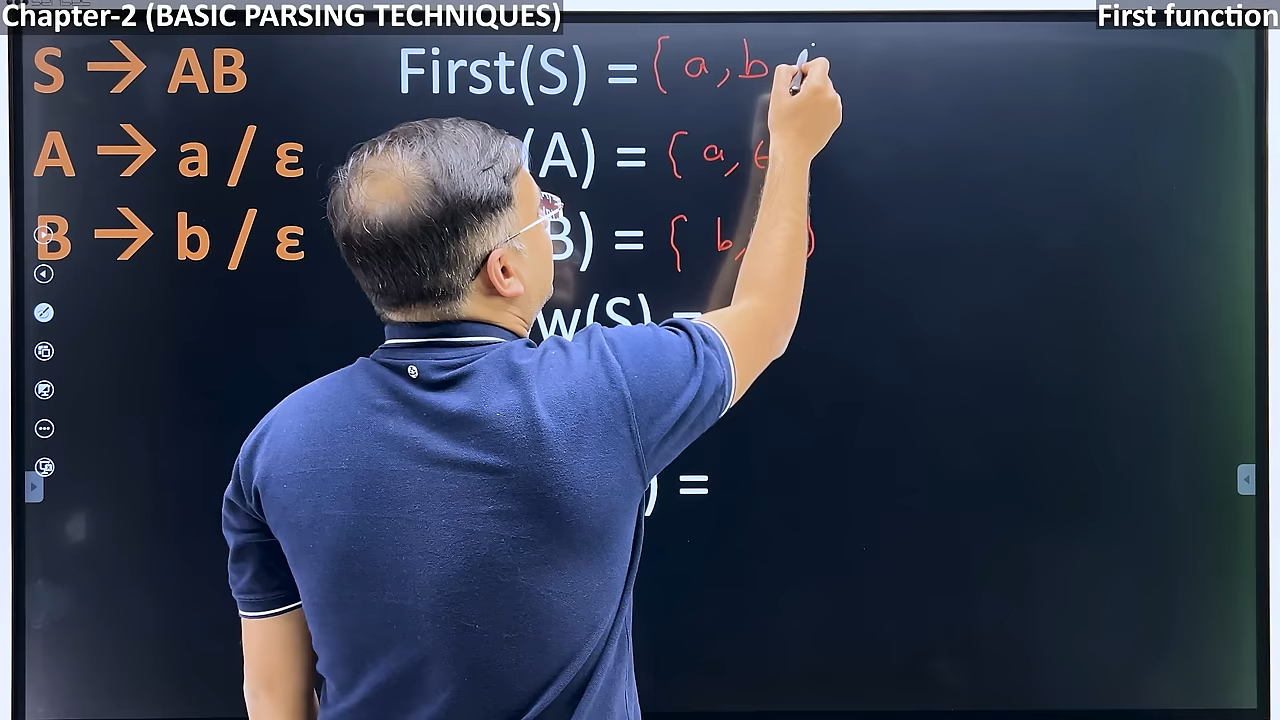 Chapter-2 (BASIC PARSING TECHNIQUES)
First function
S → AB
First(S) = { a, b
A → a / ε
(A) = { a, ϵ
B → b / ε
B) = { b, }
w(S) =
) =